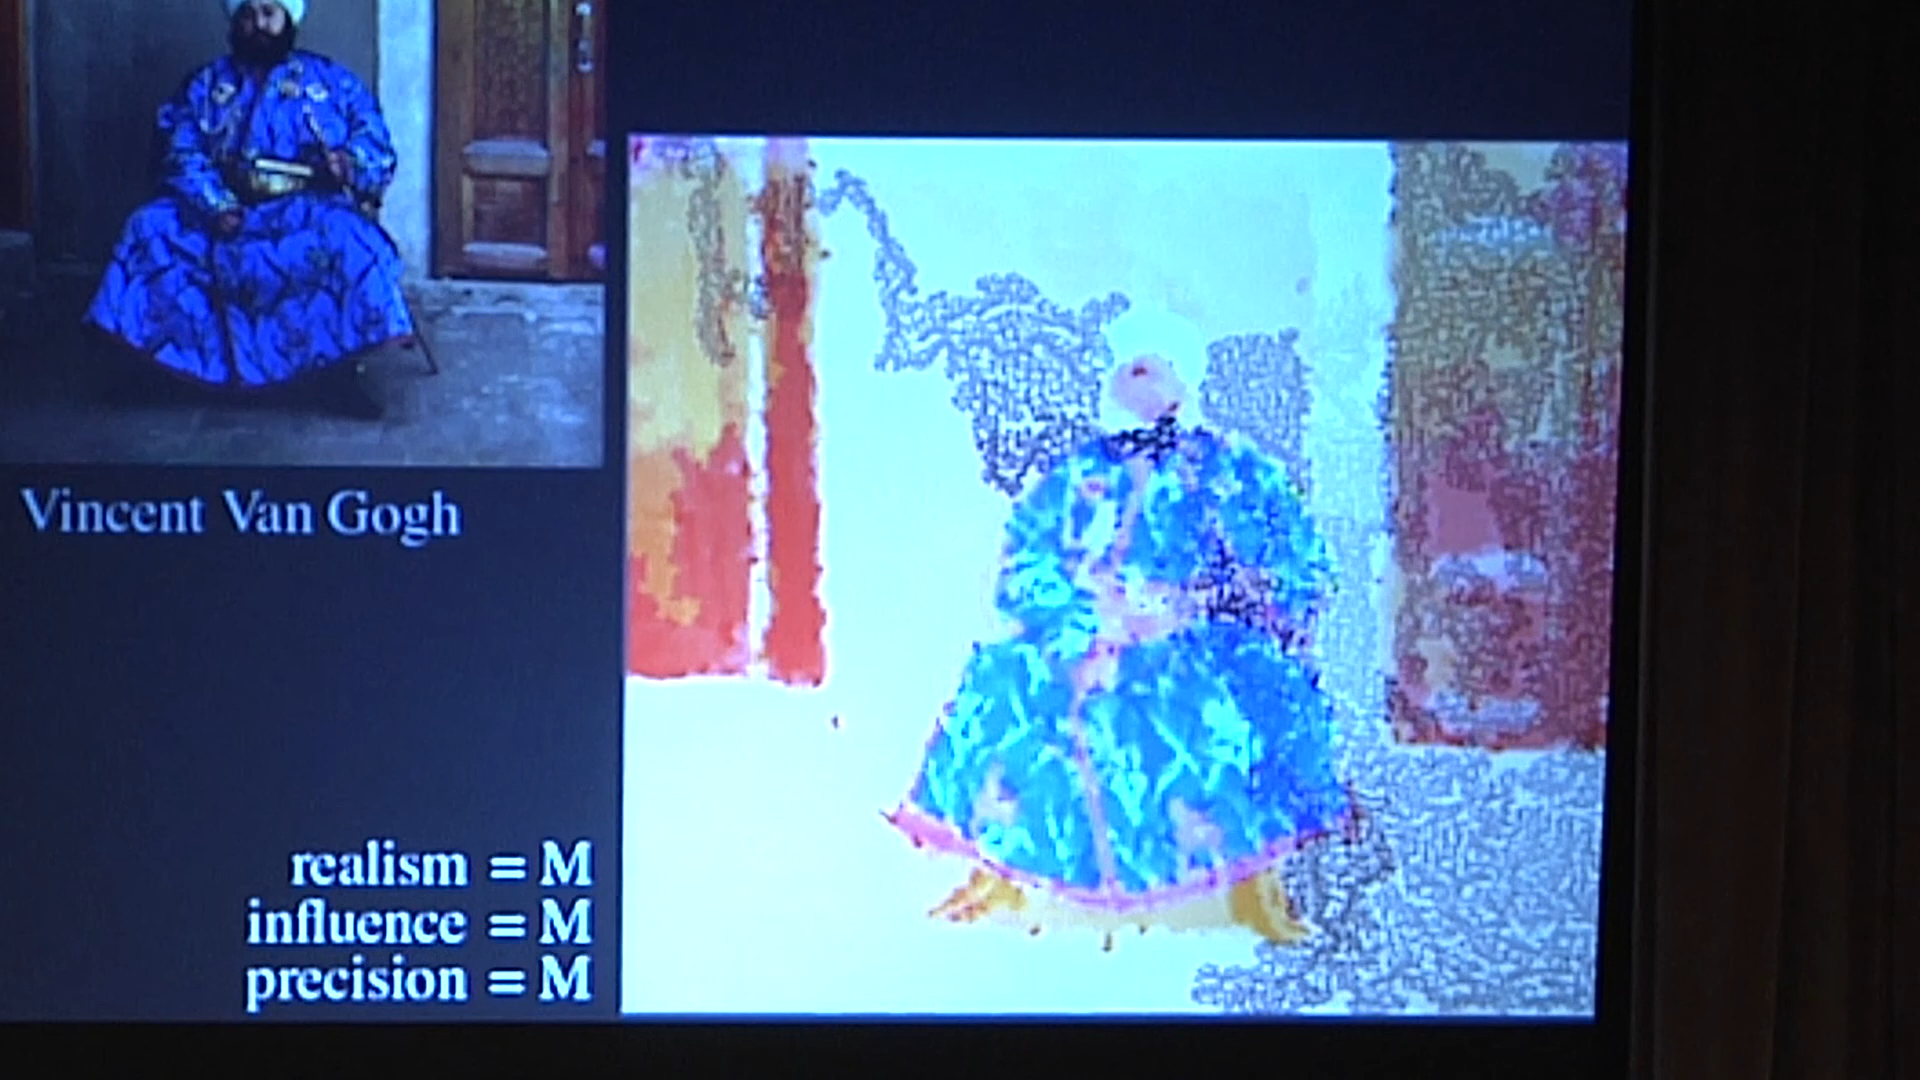 Vincent Van Gogh
realism = M
influence = M
precision = M